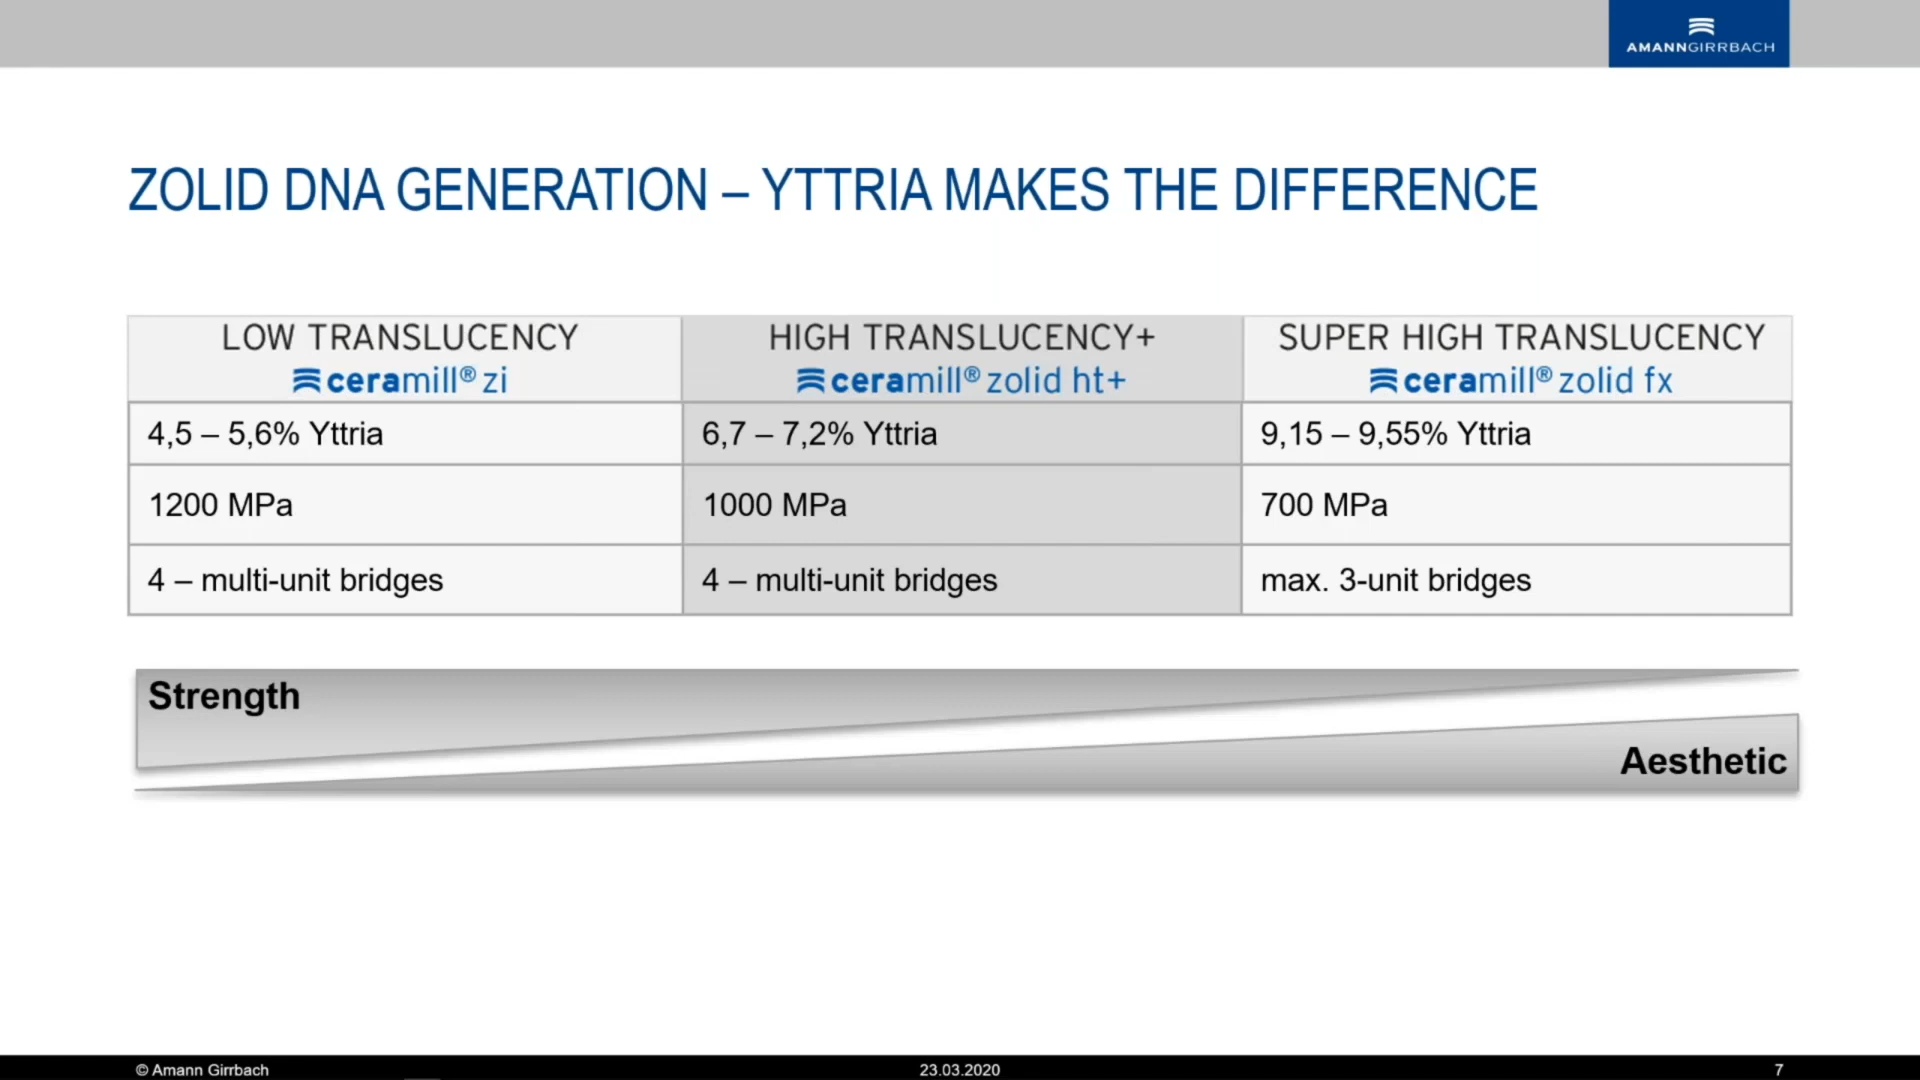 AMANNGIRRBACH
ZOLID DNA GENERATION – YTTRIA MAKES THE DIFFERENCE
LOW TRANSLUCENCY
ceramill® zi
HIGH TRANSLUCENCY+
ceramill® zolid ht+
SUPER HIGH TRANSLUCENCY
ceramill® zolid fx
4,5 – 5,6% Yttria
6,7 – 7,2% Yttria
9,15 – 9,55% Yttria
1200 MPa
1000 MPa
700 MPa
4 – multi-unit bridges
4 – multi-unit bridges
max. 3-unit bridges
Strength
Aesthetic
© Amann Girrbach
23.03.2020
7